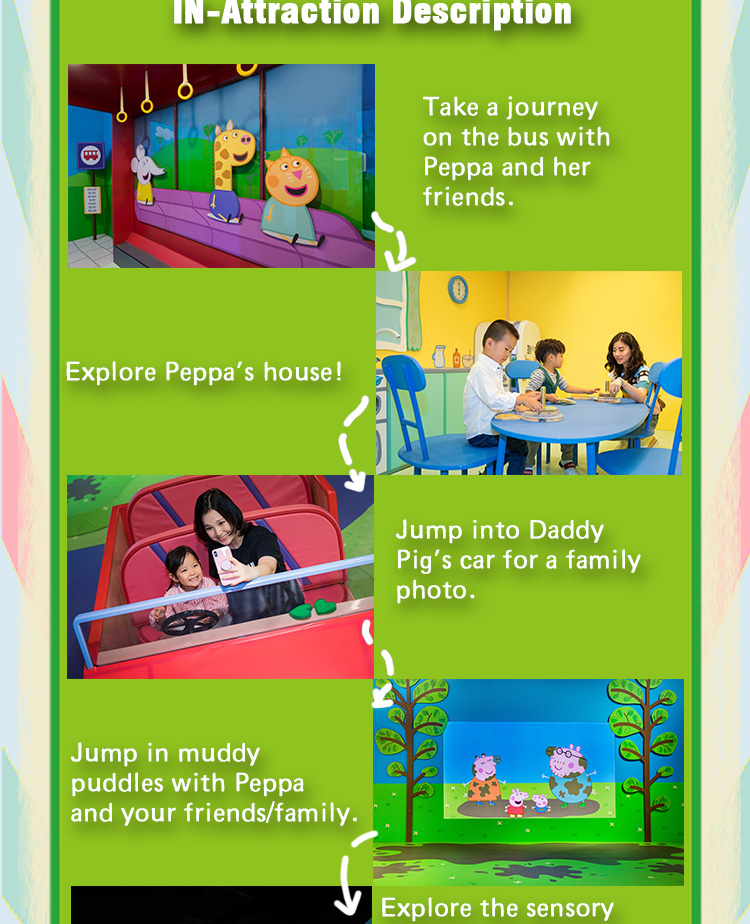 IN-Attraction Description
Take a journey
on the bus with
Peppa and her
friends.
Explore Peppa's house!
Jump into Daddy
Pig's car for a family
photo.
Jump in muddy
puddles with Peppa
and your friends/family.
Explore the sensory